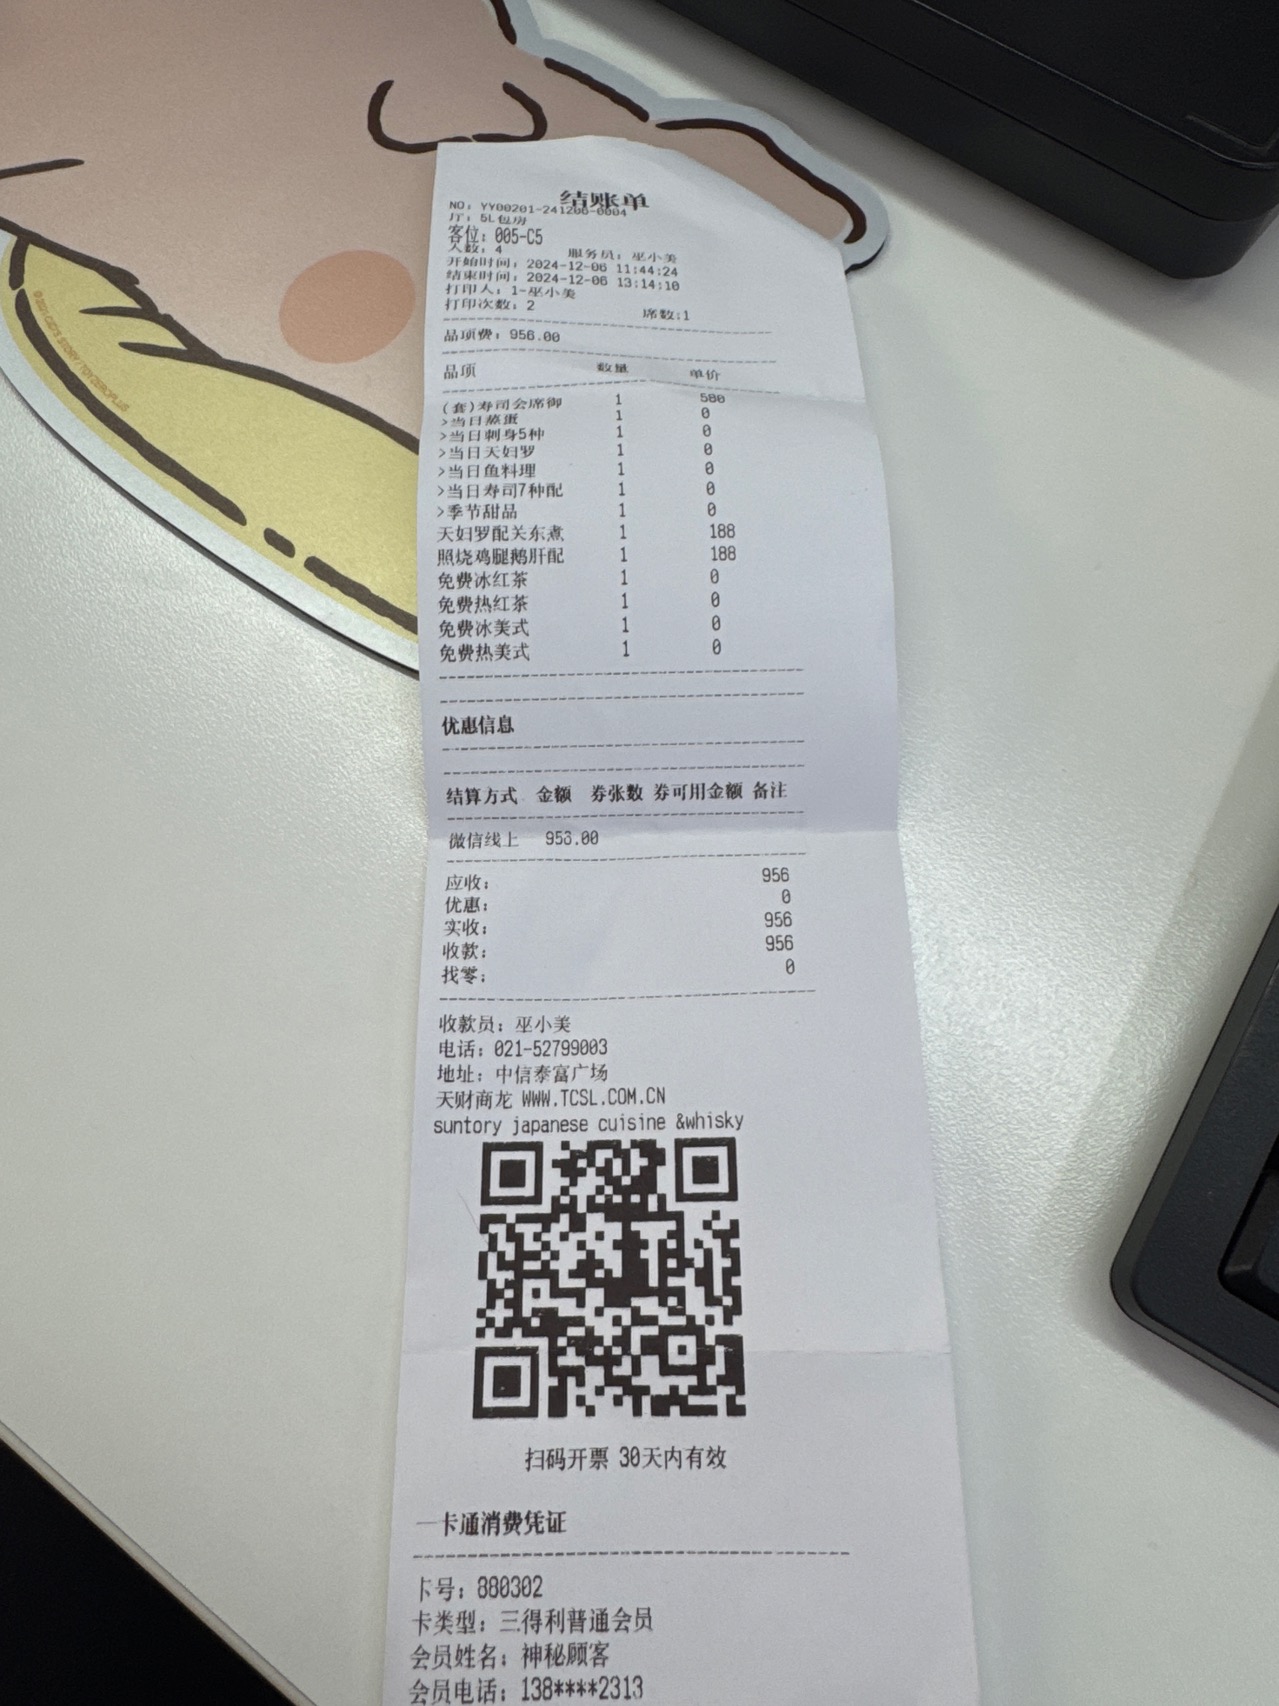 结账单
NO: YY00201-241206-0004
厅: 5L包房
客位: 005-C5
人数: 4 服务员: 巫小美
开始时间: 2024-12-06 11:44:24
结束时间: 2024-12-06 13:14:10
打印人: 1-巫小美
打印次数: 2 席数:1
品项费: 956.00
品项 数量 单价
(套)寿司会席御 1 580
>当日蒸蛋 1 0
>当日刺身5种 1 0
>当日天妇罗 1 0
>当日鱼料理 1 0
>当日寿司7种配 1 0
>季节甜品 1 0
天妇罗配关东煮 1 188
照烧鸡腿鹅肝配 1 188
免费冰红茶 1 0
免费热红茶 1 0
免费冰美式 1 0
免费热美式 1 0
优惠信息
结算方式 金额 券张数 券可用金额 备注
微信线上 956.00
应收: 956
优惠: 0
实收: 956
收款: 956
找零: 0
收款员: 巫小美
电话: 021-52799003
地址: 中信泰富广场
天财商龙 WWW.TCSL.COM.CN
suntory japanese cuisine &whisky
扫码开票 30天内有效
一卡通消费凭证
卡号: 880302
卡类型: 三得利普通会员
会员姓名: 神秘顾客
会员电话: 138****2313